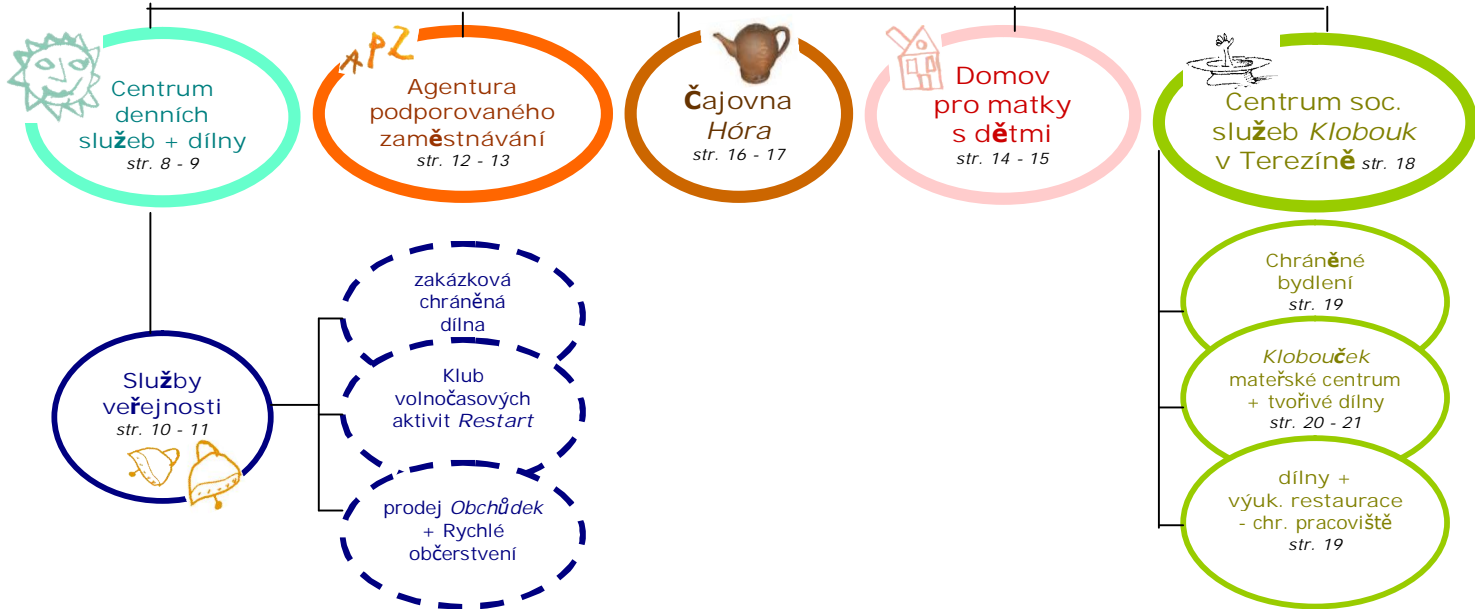 Centrum
denních
služeb + dílny
str. 8 - 9
APZ
Agentura
podporovaného
zaměstnávání
str. 12 - 13
Čajovna
Hóra
str. 16 - 17
Domov
pro matky
s dětmi
str. 14 - 15
Centrum soc.
služeb Klobouk
v Terezíně str. 18
Služby
veřejnosti
str. 10 - 11
zakázková
chráněná
dílna
Klub
volnočasových
aktivit Restart
prodej Obchůdek
+ Rychlé
občerstvení
Chráněné
bydlení
str. 19
Klobouček
mateřské centrum
+ tvořivé dílny
str. 20 - 21
dílny +
výuk. restaurace
- chr. pracoviště
str. 19